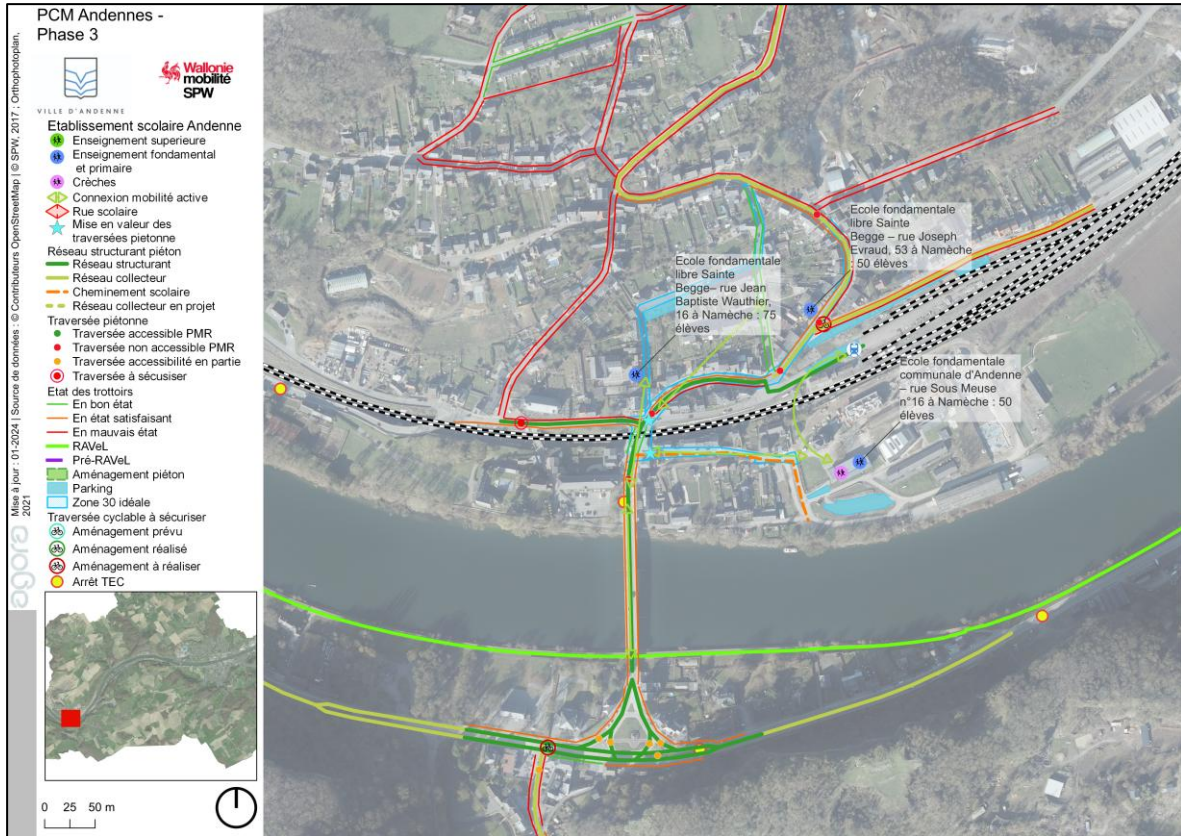 PCM Andennes -
Phase 3
VILLE D'ANDENNE
Wallonie
mobilité
SPW
Etablissement scolaire Andenne
Enseignement superieure
Enseignement fondamental
et primaire
Crèches
Connexion mobilité active
Rue scolaire
Mise en valeur des
traversées pietonne
Réseau structurant piéton
Réseau structurant
Réseau collecteur
Cheminement scolaire
Réseau collecteur en projet
Traversée piétonne
Traversée accessible PMR
Traversée non accessible PMR
Traversée accessibilité en partie
Traversée à sécusiser
Etat des trottoirs
En bon état
En état satisfaisant
En mauvais état
RAVeL
Pré-RAVeL
Aménagement piéton
Parking
Zone 30 idéale
Traversée cyclable à sécuriser
Aménagement prévu
Aménagement réalisé
Aménagement à réaliser
Arrêt TEC
0 25 50 m
Mise à jour : 01-2024 | Source de données : © Contributeurs OpenStreetMap | © SPW, 2017 ; Orthophotoplan,
2021
agora
Ecole fondamentale
libre Sainte
Begge – rue Joseph
Evraud, 53 à Namèche
: 50 élèves
Ecole fondamentale
libre Sainte
Begge– rue Jean
Baptiste Wauthier,
16 à Namèche : 75
élèves
Ecole fondamentale
communale d'Andenne
– rue Sous Meuse
n°16 à Namèche : 50
élèves